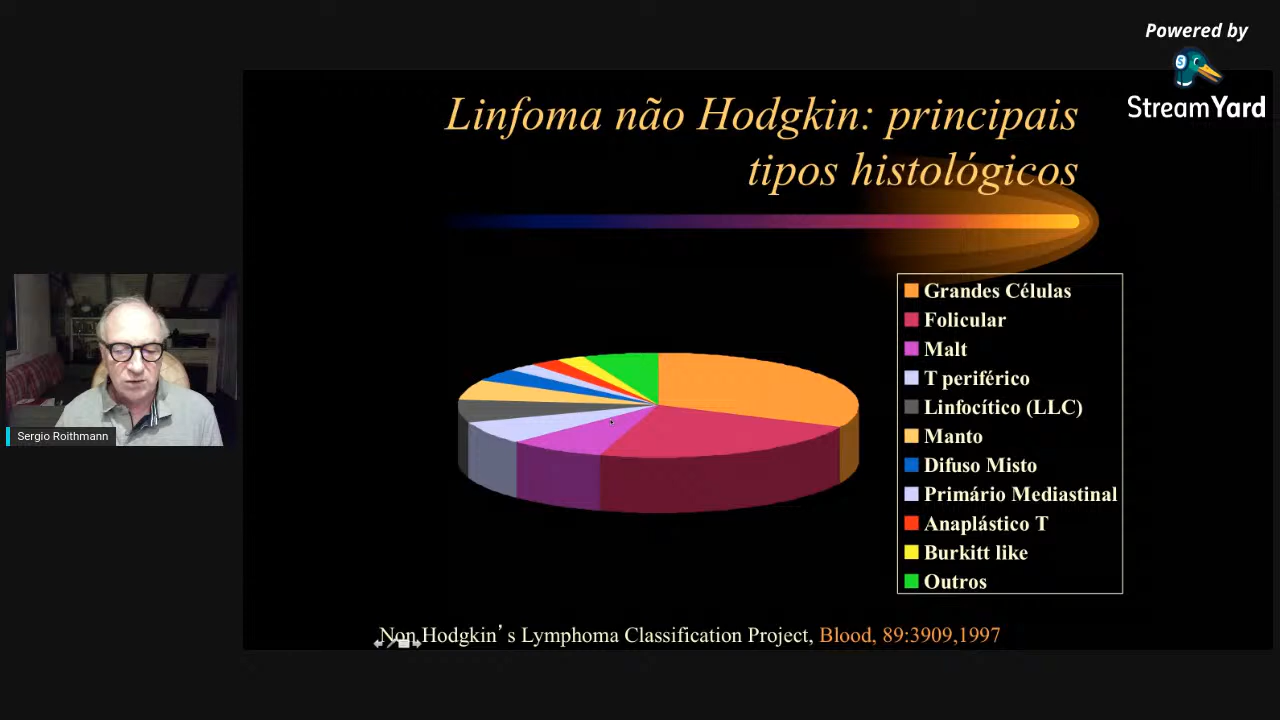 Powered by
StreamYard
Linfoma não Hodgkin: principais
tipos histológicos
Grandes Células
Folicular
Malt
T periférico
Linfocítico (LLC)
Manto
Difuso Misto
Primário Mediastinal
Anaplástico T
Burkitt like
Outros
Sergio Roithmann
Non Hodgkin’s Lymphoma Classification Project, Blood, 89:3909,1997